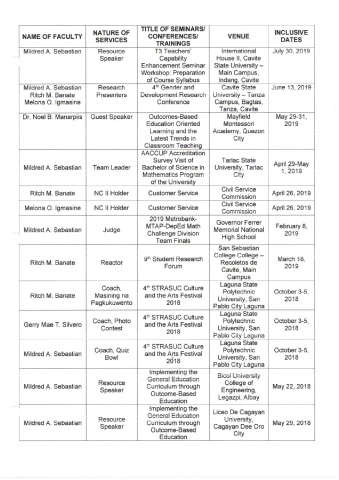 NAME OF FACULTY
NATURE OF
SERVICES
TITLE OF SEMINARS/
CONFERENCES/
TRAININGS
VENUE
INCLUSIVE
DATES
Mildred A. Sebastian
Resource
Speaker
T3 Teachers'
Capability
Enhancement Seminar
Workshop: Preparation
of Course Syllabus
International
House II, Cavite
State University –
Main Campus,
Indang, Cavite
July 30, 2019
Mildred A. Sebastian
Ritch M. Banate
Melona O. Igmasine
Research
Presenters
4th Gender and
Development Research
Conference
Cavite State
University – Tanza
Campus, Bagtas,
Tanza, Cavite
June 13, 2019
Dr. Noel B. Manarpiis
Guest Speaker
Outcomes-Based
Education Oriented
Learning and the
Latest Trends in
Classroom Teaching
Mayfield
Montessori
Academy, Quezon
City
May 29-31,
2019
Mildred A. Sebastian
Team Leader
AACCUP Accreditation
Survey Visit of
Bachelor of Science in
Mathematics Program
of the University
Tarlac State
University, Tarlac
City
April 29-May
1, 2019
Ritch M. Banate
NC II Holder
Customer Service
Civil Service
Commission
April 26, 2019
Melona O. Igmasine
NC II Holder
Customer Service
Civil Service
Commission
April 26, 2019
Mildred A. Sebastian
Judge
2019 Metrobank-
MTAP-DepEd Math
Challenge Division
Team Finals
Governor Ferrer
Memorial National
High School
February 8,
2019
Ritch M. Banate
Reactor
9th Student Research
Forum
San Sebastian
College College –
Recoletos de
Cavite, Main
Campus
March 18,
2019
Ritch M. Banate
Coach,
Masining na
Pagkukuwento
4th STRASUC Culture
and the Arts Festival
2018
Laguna State
Polytechnic
University, San
Pablo City Laguna
October 3-5,
2018
Gerry Mae T. Silvero
Coach, Photo
Contest
4th STRASUC Culture
and the Arts Festival
2018
Laguna State
Polytechnic
University, San
Pablo City Laguna
October 3-5,
2018
Mildred A. Sebastian
Coach, Quiz
Bowl
4th STRASUC Culture
and the Arts Festival
2018
Laguna State
Polytechnic
University, San
Pablo City Laguna
October 3-5,
2018
Mildred A. Sebastian
Resource
Speaker
Implementing the
General Education
Curriculum through
Outcome-Based
Education
Bicol University
College of
Engineering,
Legazpi, Albay
May 22, 2018
Mildred A. Sebastian
Resource
Speaker
Implementing the
General Education
Curriculum through
Outcome-Based
Education
Liceo De Cagayan
University,
Cagayan Dee Oro
City
May 29, 2018